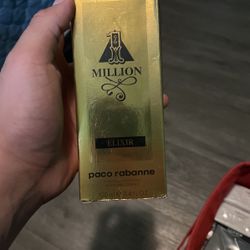 1
MILLION
ELIXIR
paco rabanne